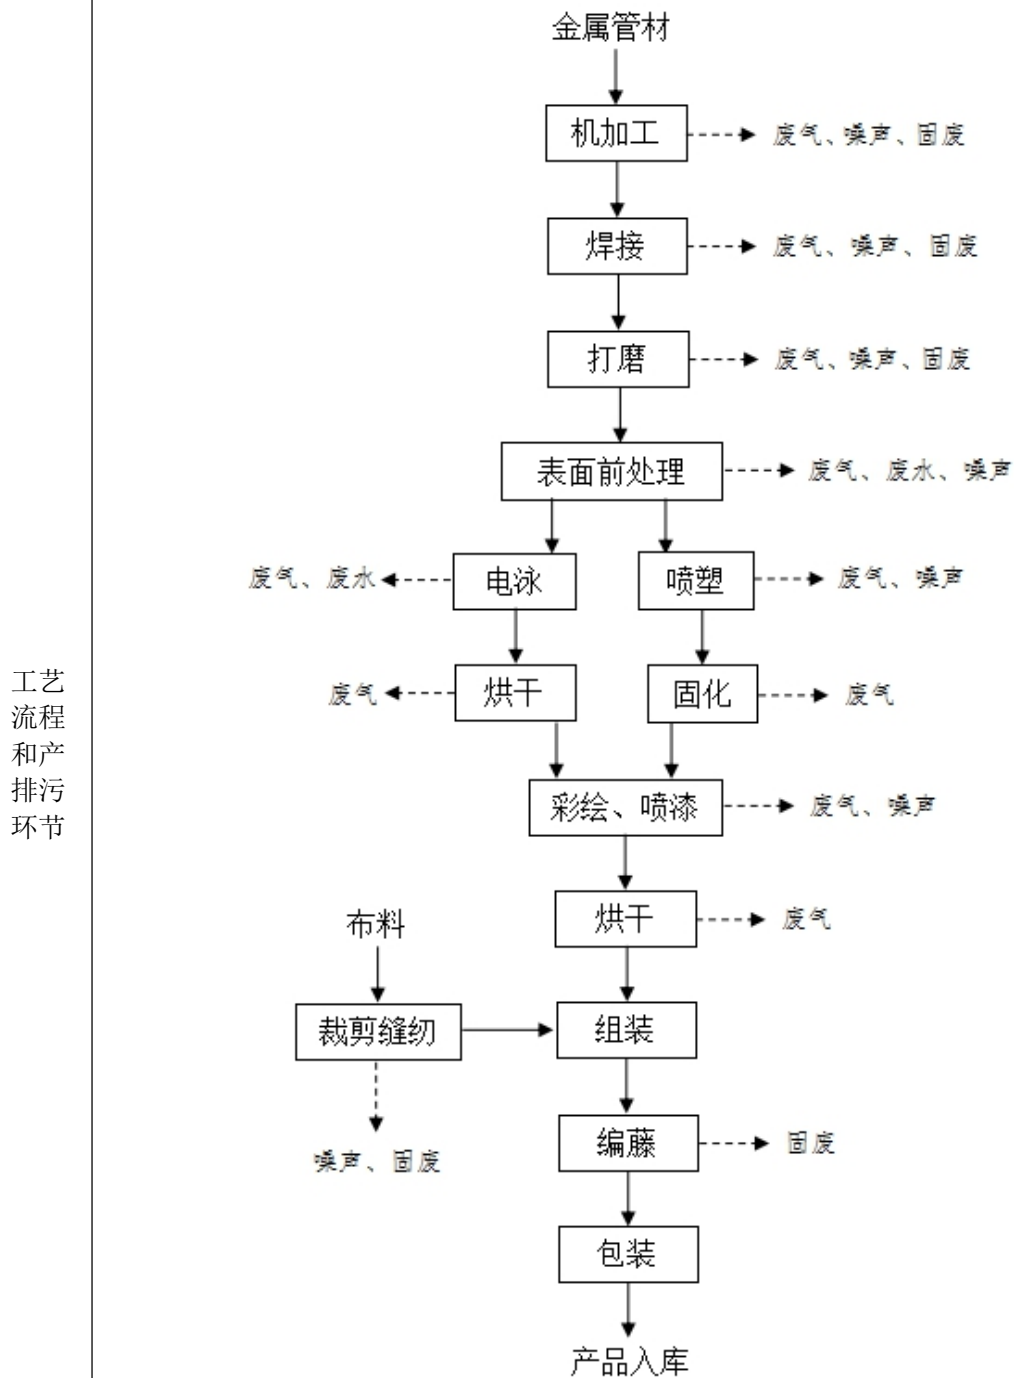 金属管材
机加工 废气、噪声、固废
焊接 废气、噪声、固废
打磨 废气、噪声、固废
表面前处理 废气、废水、噪声
废气、废水 电泳 喷塑 废气、噪声
废气 烘干 固化 废气
工艺
流程
和产
排污
环节
彩绘、喷漆 废气、噪声
烘干 废气
布料
裁剪缝纫 组装
编藤 固废
噪声、固废
包装
产品入库